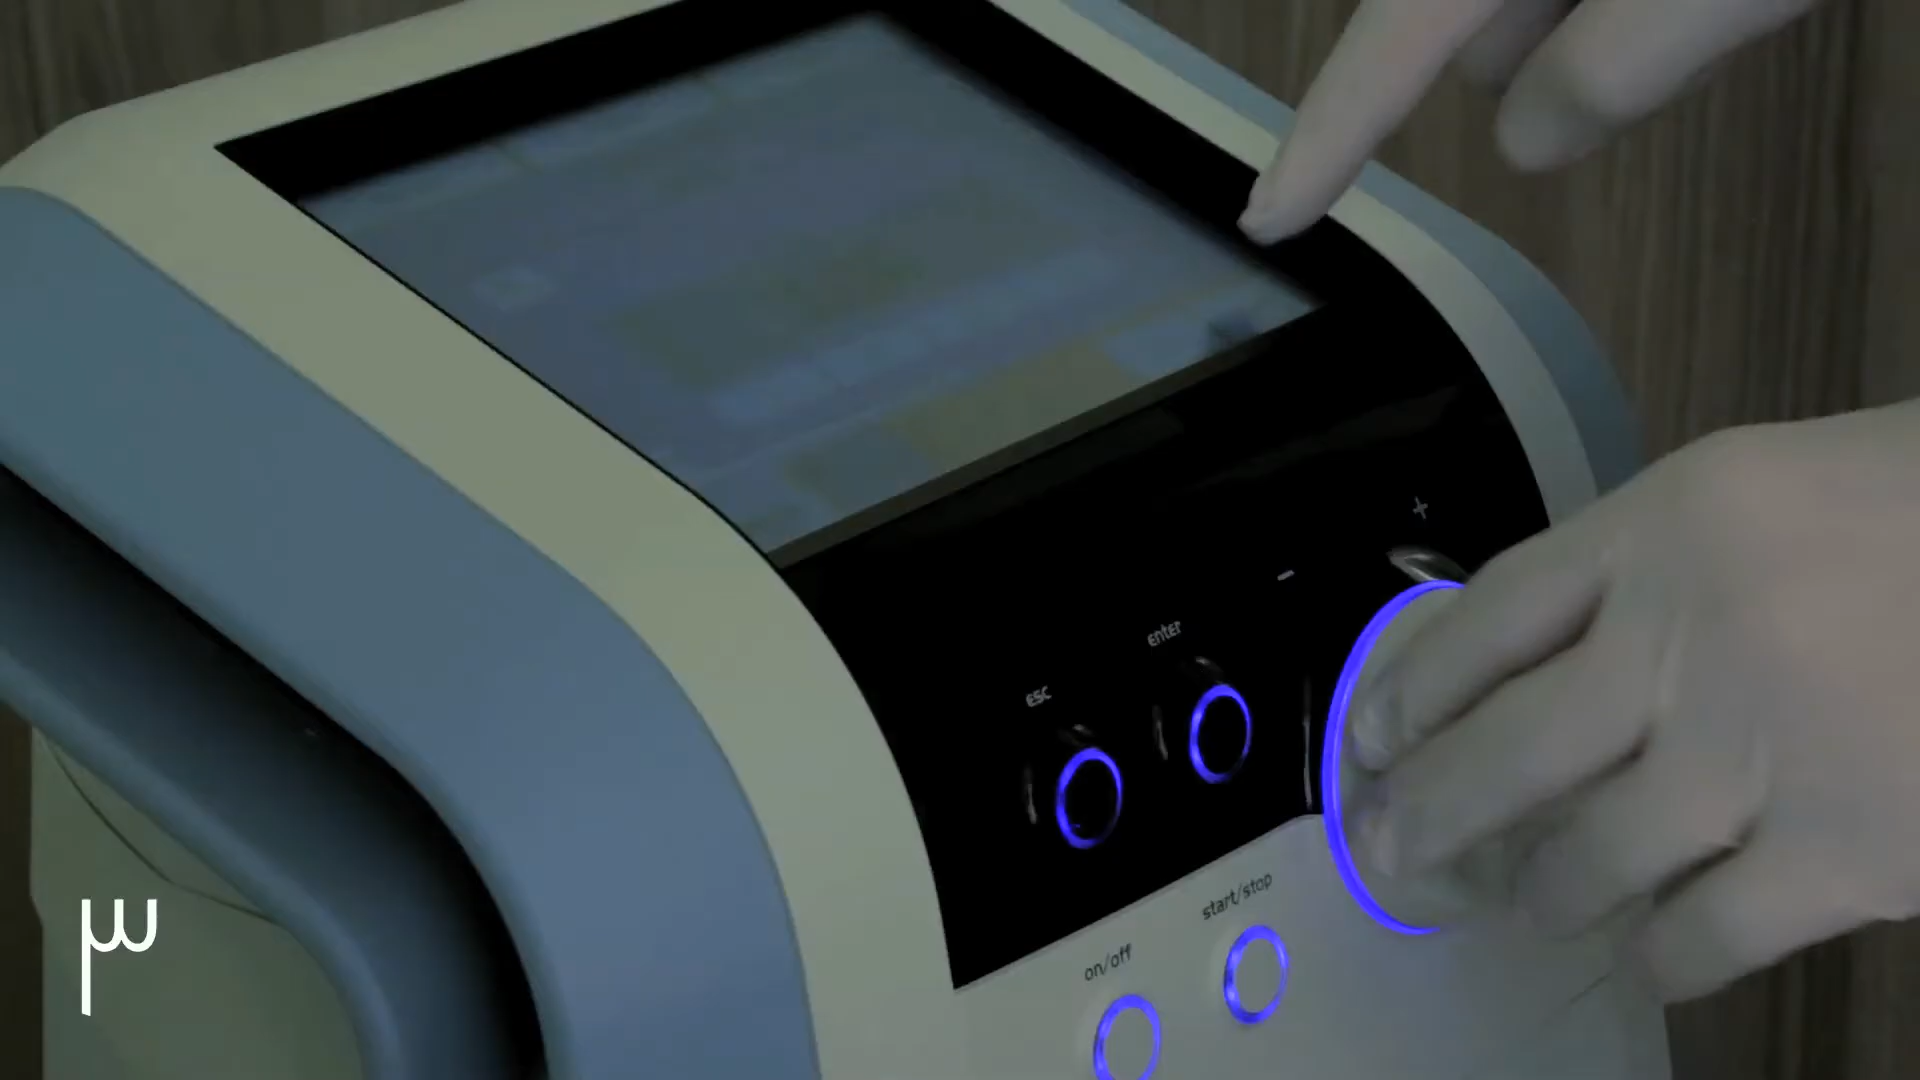 +
-
enter
esc
start/stop
on/off